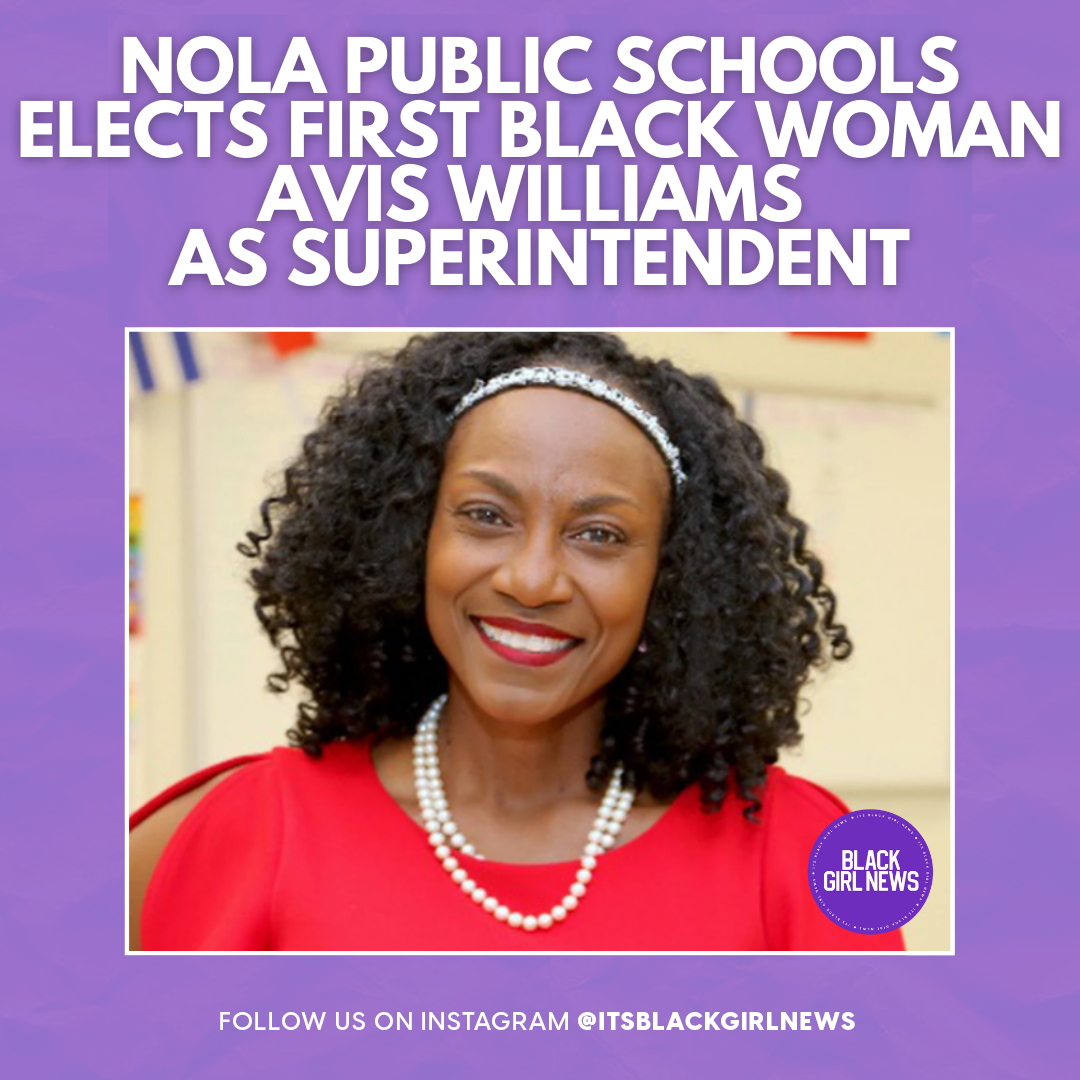 NOLA PUBLIC SCHOOLS
ELECTS FIRST BLACK WOMAN
AVIS WILLIAMS
AS SUPERINTENDENT
BLACK
GIRL NEWS
FOLLOW US ON INSTAGRAM @ITSBLACKGIRLNEWS